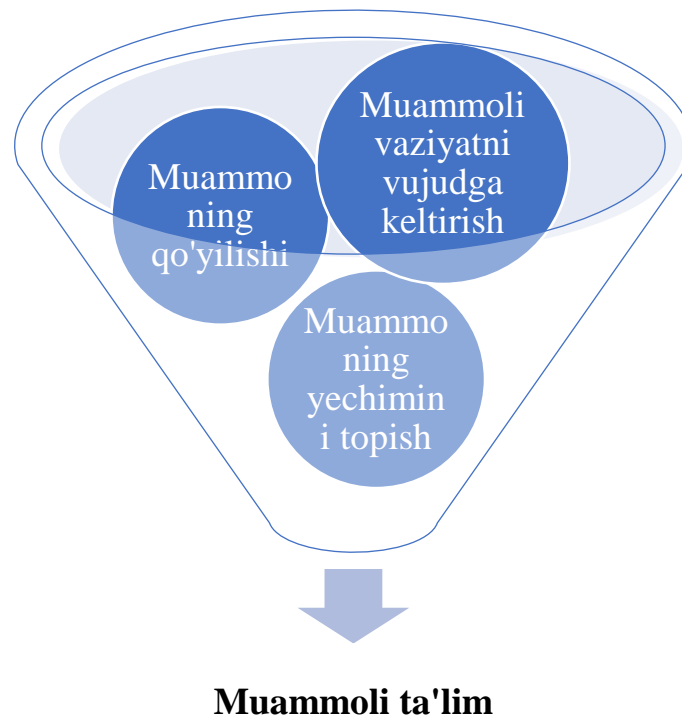 Muammoli
vaziyatni
vujudga
keltirish
Muammo
ning
qo'yilishi
Muammo
ning
yechimin
i topish
Muammoli ta'lim